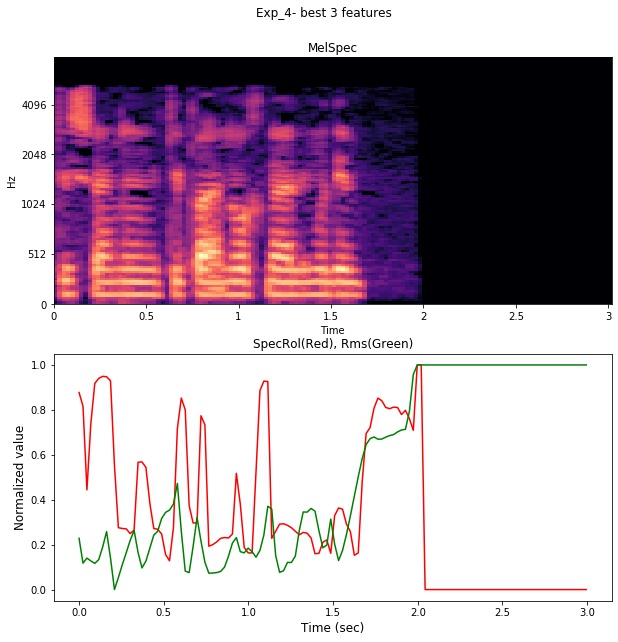 Exp_4- best 3 features
MelSpec
4096
2048
1024
512
0
Hz
0 0.5 1 1.5 2 2.5 3
Time
SpecRol(Red), Rms(Green)
1.0
0.8
0.6
0.4
0.2
0.0
Normalized value
0.0 0.5 1.0 1.5 2.0 2.5 3.0
Time (sec)